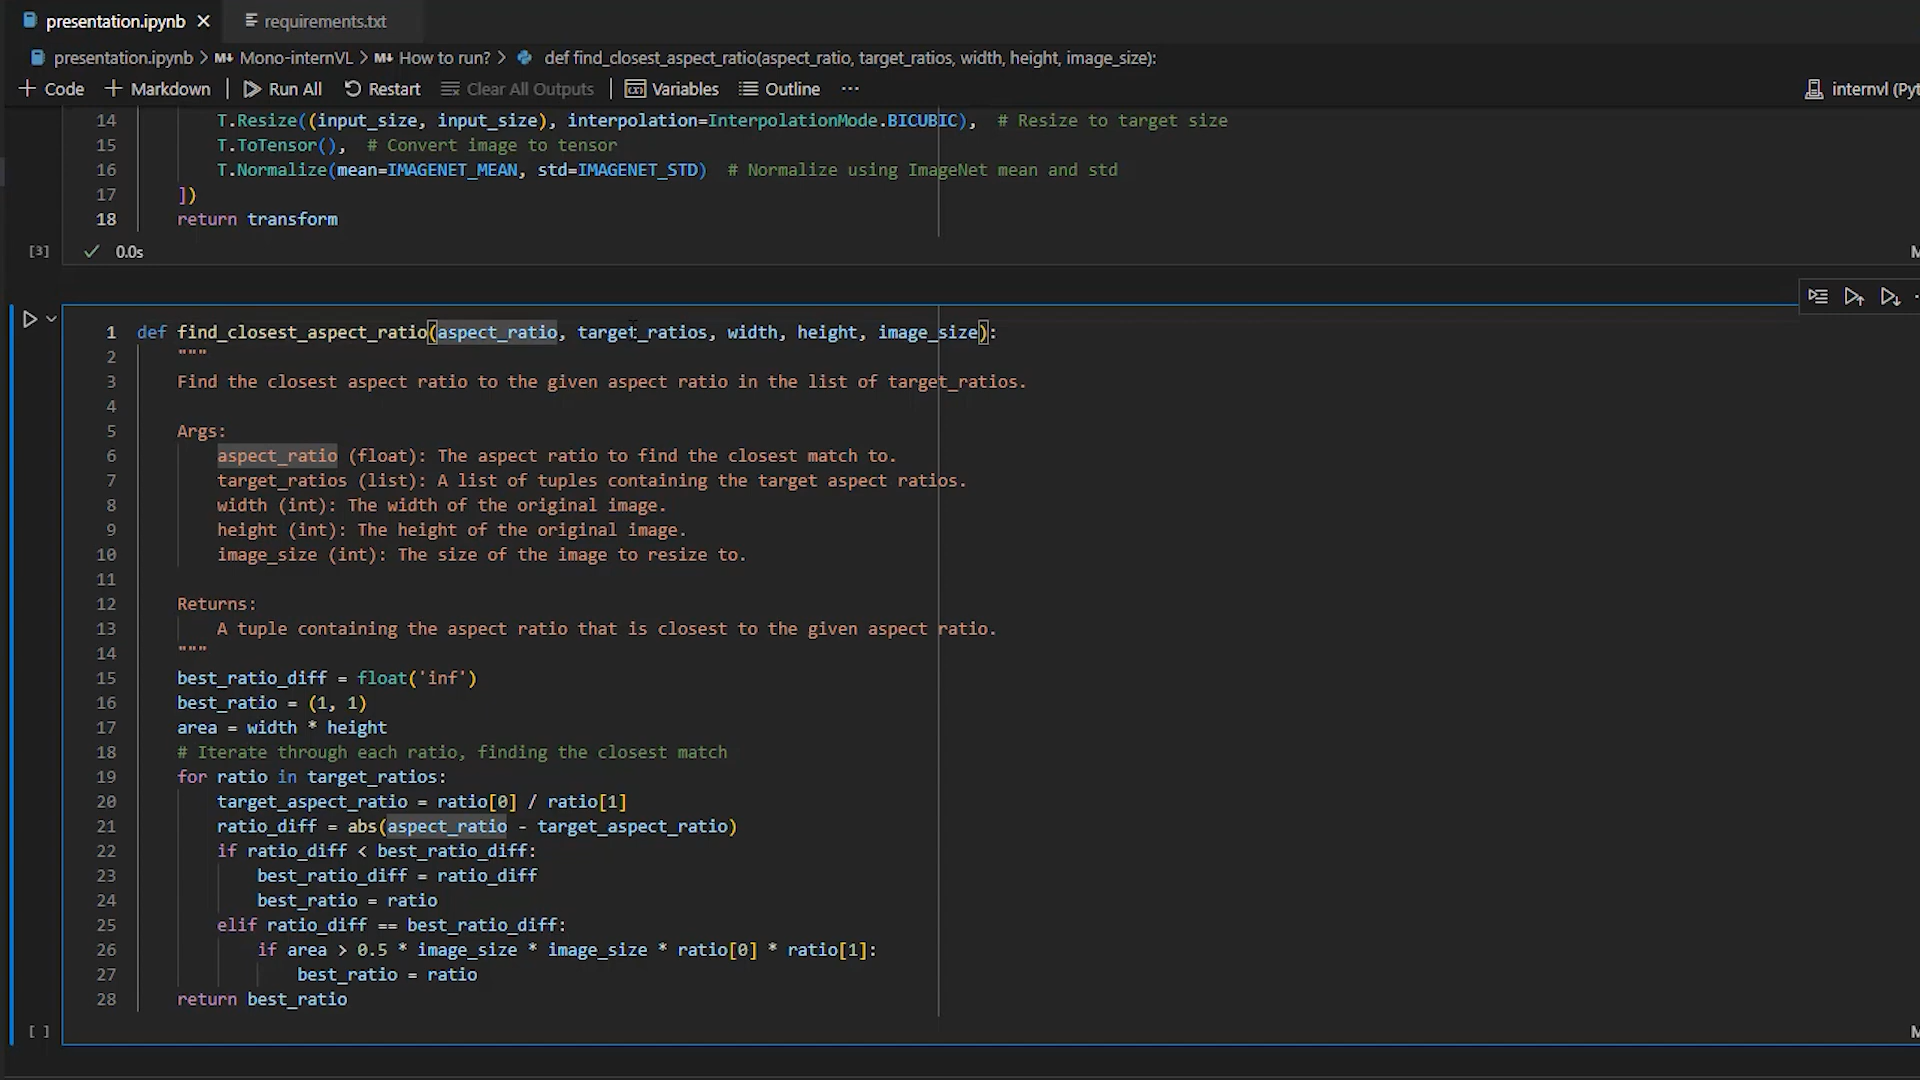 presentation.ipynb
requirements.txt
presentation.ipynb > M↓ Mono-internVL > M↓ How to run? > def find_closest_aspect_ratio(aspect_ratio, target_ratios, width, height, image_size):
+ Code + Markdown Run All Restart Clear All Outputs Variables Outline ... internvl (Pyt
14 T.Resize((input_size, input_size), interpolation=InterpolationMode.BICUBIC), # Resize to target size
15 T.ToTensor(), # Convert image to tensor
16 T.Normalize(mean=IMAGENET_MEAN, std=IMAGENET_STD) # Normalize using ImageNet mean and std
17 ])
18 return transform
[3] ✓ 0.0s
1 def find_closest_aspect_ratio(aspect_ratio, target_ratios, width, height, image_size):
2 """
3 Find the closest aspect ratio to the given aspect ratio in the list of target_ratios.
4
5 Args:
6 aspect_ratio (float): The aspect ratio to find the closest match to.
7 target_ratios (list): A list of tuples containing the target aspect ratios.
8 width (int): The width of the original image.
9 height (int): The height of the original image.
10 image_size (int): The size of the image to resize to.
11
12 Returns:
13 A tuple containing the aspect ratio that is closest to the given aspect ratio.
14 """
15 best_ratio_diff = float('inf')
16 best_ratio = (1, 1)
17 area = width * height
18 # Iterate through each ratio, finding the closest match
19 for ratio in target_ratios:
20 target_aspect_ratio = ratio[0] / ratio[1]
21 ratio_diff = abs(aspect_ratio - target_aspect_ratio)
22 if ratio_diff < best_ratio_diff:
23 best_ratio_diff = ratio_diff
24 best_ratio = ratio
25 elif ratio_diff == best_ratio_diff:
26 if area > 0.5 * image_size * image_size * ratio[0] * ratio[1]:
27 best_ratio = ratio
28 return best_ratio
[ ]